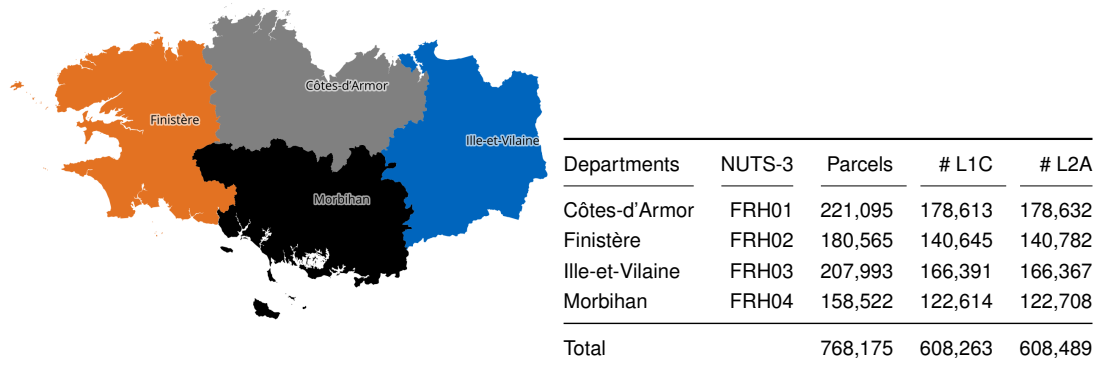 Côtes-d'Armor
Finistère
Ille-et-Vilaine
Morbihan
Departments NUTS-3 Parcels # L1C # L2A
Côtes-d'Armor FRH01 221,095 178,613 178,632
Finistère FRH02 180,565 140,645 140,782
Ille-et-Vilaine FRH03 207,993 166,391 166,367
Morbihan FRH04 158,522 122,614 122,708
Total 768,175 608,263 608,489